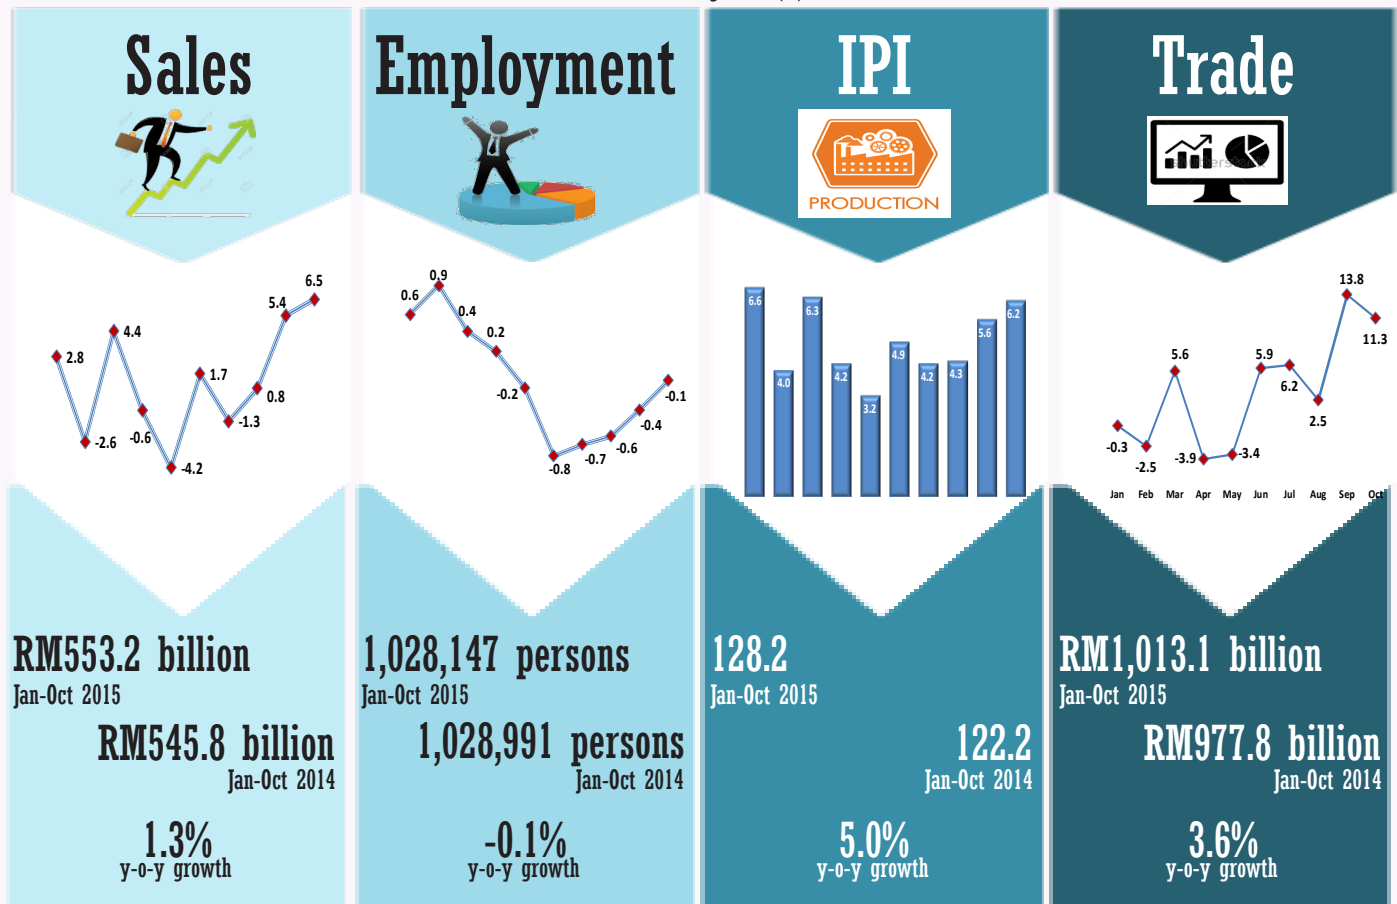 Sales
Employment
IPI
Trade
PRODUCTION
shutterstock
2.8
-2.6
4.4
-0.6
-4.2
1.7
-1.3
0.8
5.4
6.5
0.6
0.9
0.4
0.2
-0.2
-0.8
-0.7
-0.6
-0.4
-0.1
6.6
4.0
6.3
4.2
3.2
4.9
4.2
4.3
5.6
6.2
-0.3
-2.5
5.6
-3.9
-3.4
5.9
6.2
2.5
13.8
11.3
Jan Feb Mar Apr May Jun Jul Aug Sep Oct
RM553.2 billion
Jan-Oct 2015
RM545.8 billion
Jan-Oct 2014
1.3%
y-o-y growth
1,028,147 persons
Jan-Oct 2015
1,028,991 persons
Jan-Oct 2014
-0.1%
y-o-y growth
128.2
Jan-Oct 2015
122.2
Jan-Oct 2014
5.0%
y-o-y growth
RM1,013.1 billion
Jan-Oct 2015
RM977.8 billion
Jan-Oct 2014
3.6%
y-o-y growth